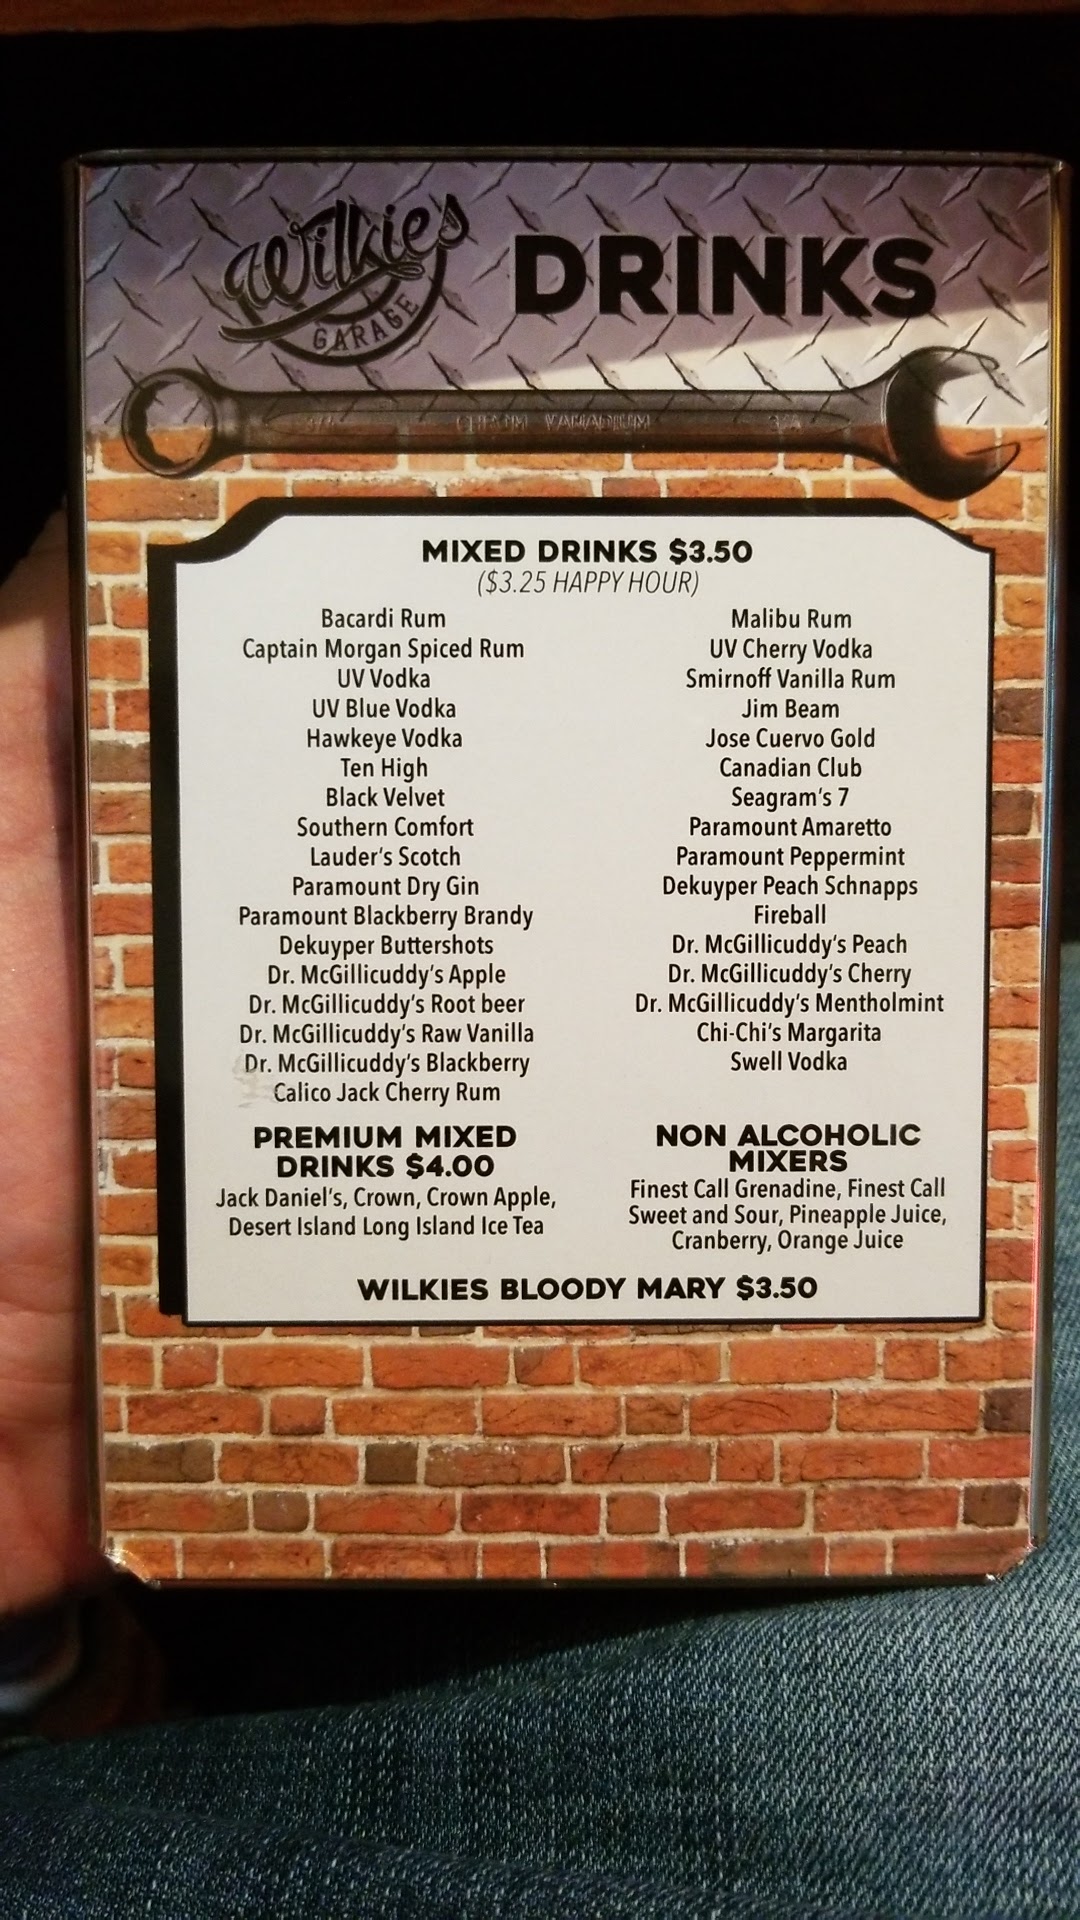 Wilkies
GARAGE
DRINKS
VANADIUM
MIXED DRINKS $3.50
($3.25 HAPPY HOUR)
Bacardi Rum
Captain Morgan Spiced Rum
UV Vodka
UV Blue Vodka
Hawkeye Vodka
Ten High
Black Velvet
Southern Comfort
Lauder's Scotch
Paramount Dry Gin
Paramount Blackberry Brandy
Dekuyper Buttershots
Dr. McGillicuddy's Apple
Dr. McGillicuddy's Root beer
Dr. McGillicuddy's Raw Vanilla
Dr. McGillicuddy's Blackberry
Calico Jack Cherry Rum
Malibu Rum
UV Cherry Vodka
Smirnoff Vanilla Rum
Jim Beam
Jose Cuervo Gold
Canadian Club
Seagram's 7
Paramount Amaretto
Paramount Peppermint
Dekuyper Peach Schnapps
Fireball
Dr. McGillicuddy's Peach
Dr. McGillicuddy's Cherry
Dr. McGillicuddy's Mentholmint
Chi-Chi's Margarita
Swell Vodka
PREMIUM MIXED
DRINKS $4.00
Jack Daniel's, Crown, Crown Apple,
Desert Island Long Island Ice Tea
NON ALCOHOLIC
MIXERS
Finest Call Grenadine, Finest Call
Sweet and Sour, Pineapple Juice,
Cranberry, Orange Juice
WILKIES BLOODY MARY $3.50